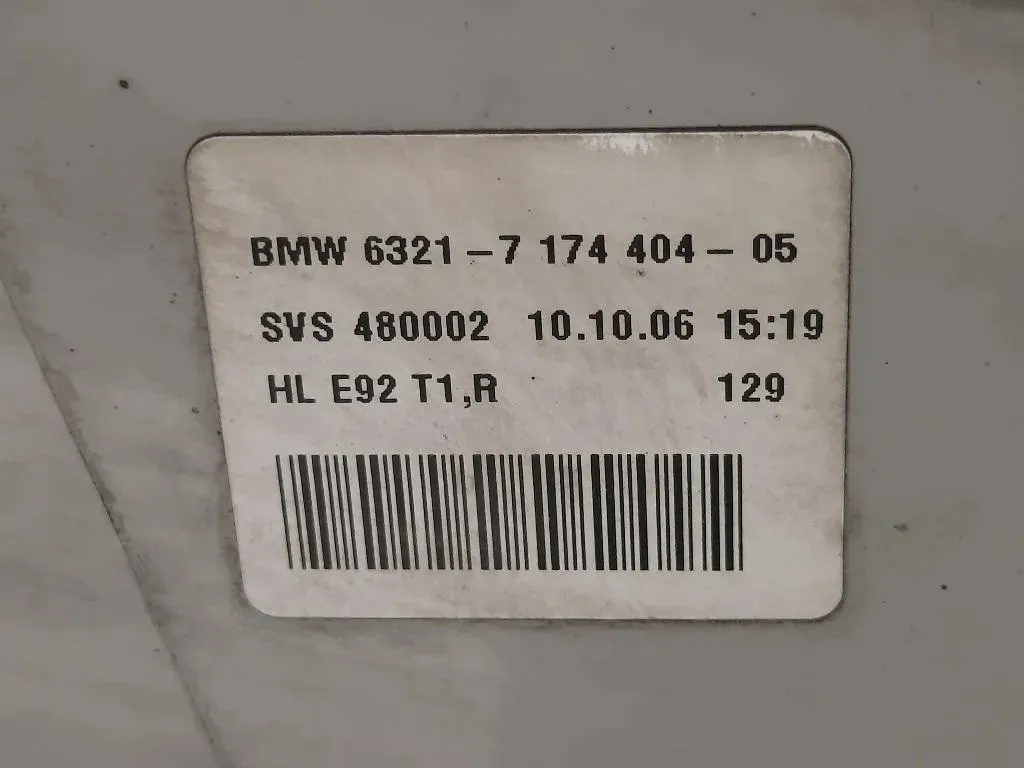 BMW 6321-7 174 404-05
SVS 480002 10.10.06 15:19
HL E92 T1,R 129